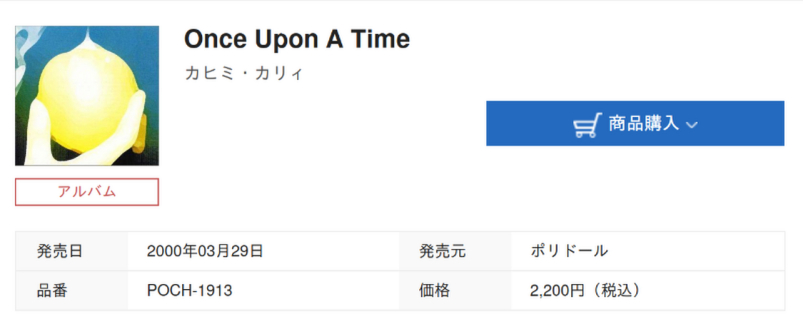 Once Upon A Time
カヒミ・カリィ
商品購入
アルバム
発売日 2000年03月29日 発売元 ポリドール
品番 POCH-1913 価格 2,200円（税込）